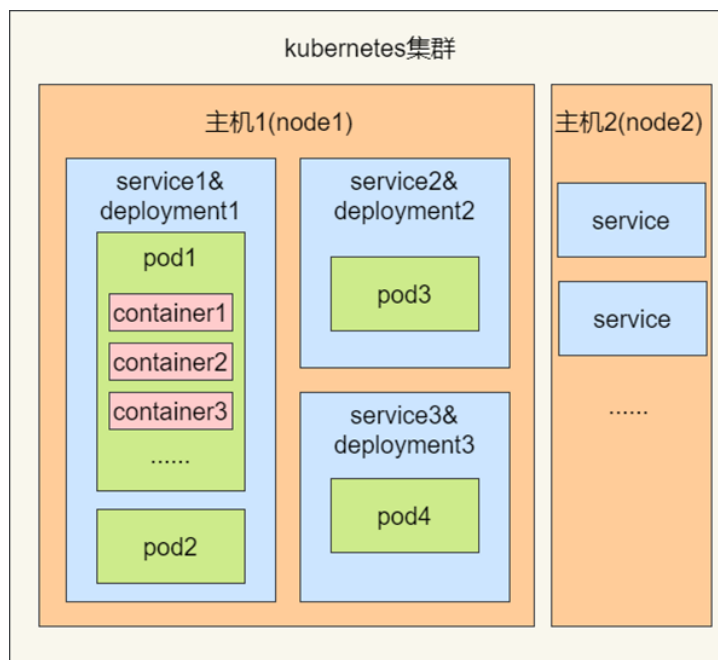 kubernetes集群
主机1(node1)
service1&
deployment1
pod1
container1
container2
container3
......
pod2
service2&
deployment2
pod3
service3&
deployment3
pod4
主机2(node2)
service
service
......